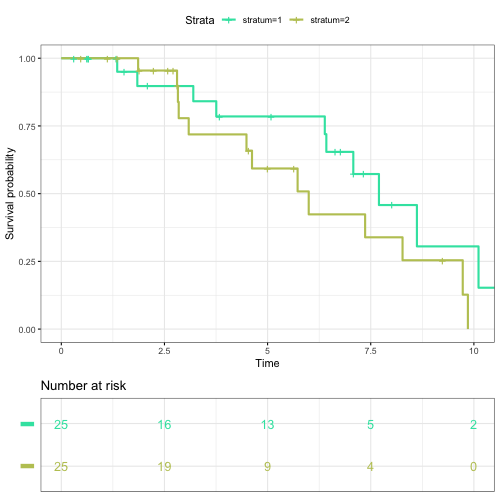 Strata stratum=1 stratum=2
1.00
0.75
0.50
0.25
0.00
Survival probability
0 2.5 5 7.5 10
Time
Number at risk
25 16 13 5 2
25 19 9 4 0